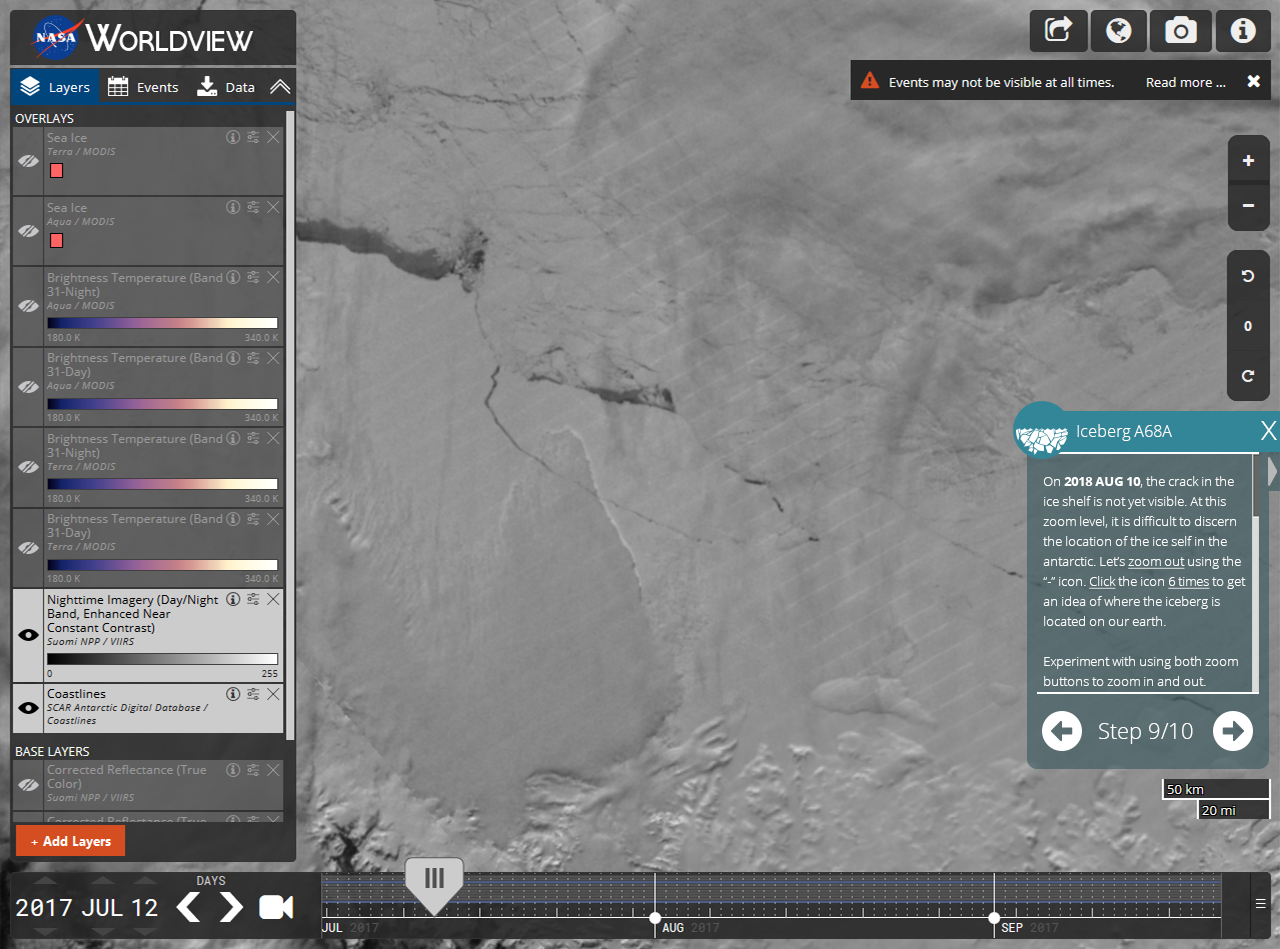 NASA WORLDVIEW
Layers
Events
Data
Events may not be visible at all times.
Read more ...
OVERLAYS
Sea Ice
Terra / MODIS
Sea Ice
Aqua / MODIS
Brightness Temperature (Band
31-Night)
Aqua / MODIS
180.0 K
340.0 K
Brightness Temperature (Band
31-Day)
Aqua / MODIS
180.0 K
340.0 K
Brightness Temperature (Band
31-Night)
Terra / MODIS
180.0 K
340.0 K
Brightness Temperature (Band
31-Day)
Terra / MODIS
180.0 K
340.0 K
Nighttime Imagery (Day/Night
Band, Enhanced Near
Constant Contrast)
Suomi NPP / VIIRS
0
255
Coastlines
SCAR Antarctic Digital Database /
Coastlines
BASE LAYERS
Corrected Reflectance (True
Color)
Suomi NPP / VIIRS
Corrected Reflectance (True
+ Add Layers
+
−
0
Iceberg A68A
X
On 2018 AUG 10, the crack in the
ice shelf is not yet visible. At this
zoom level, it is difficult to discern
the location of the ice self in the
antarctic. Let's zoom out using the
"-" icon. Click the icon 6 times to get
an idea of where the iceberg is
located on our earth.
Experiment with using both zoom
buttons to zoom in and out.
Step 9/10
50 km
20 mi
DAYS
2017 JUL 12
JUL 2017
AUG 2017
SEP 2017